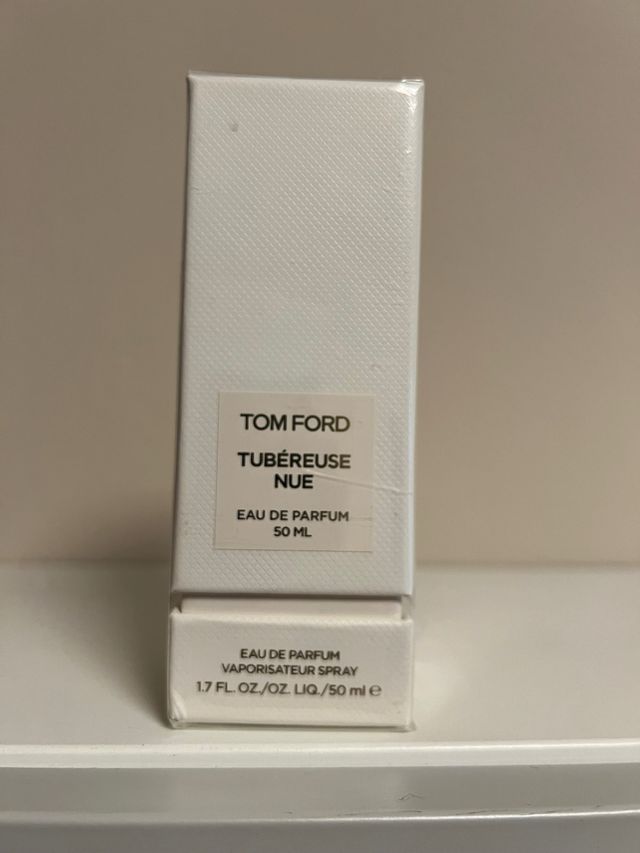 TOM FORD
TUBÉREUSE
NUE
EAU DE PARFUM
50 ML
EAU DE PARFUM
VAPORISATEUR SPRAY
1.7 FL. OZ./OZ. LIQ./50 ml ℮